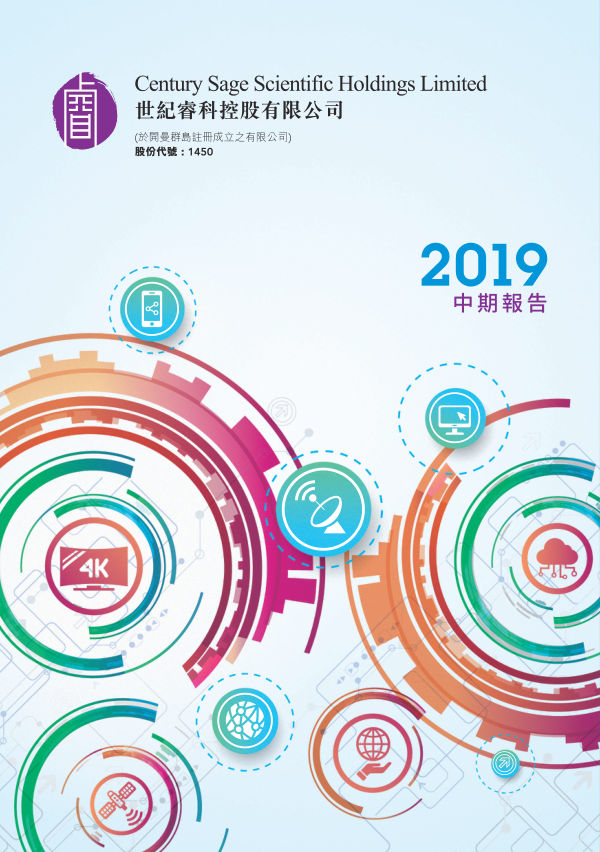 Century Sage Scientific Holdings Limited
世紀睿科控股有限公司
(於開曼群島註冊成立之有限公司)
股份代號：1450
2019
中期報告
4K